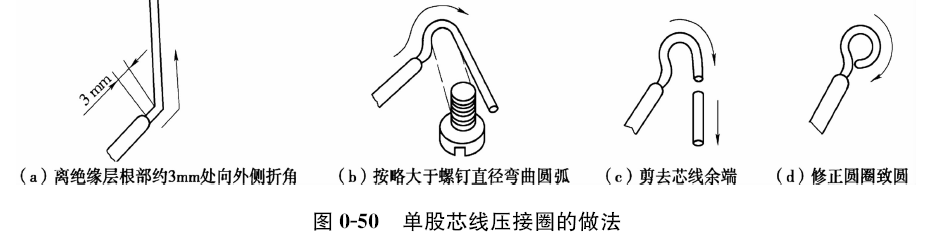 3 mm
(a)离绝缘层根部约3mm处向外侧折角
(b)按略大于螺钉直径弯曲圆弧
(c)剪去芯线余端
(d)修正圆圈致圆
图 0-50 单股芯线压接圈的做法